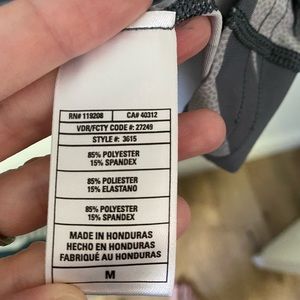 RN# 119208 CA# 40312
VDR/FCTY CODE #: 27249
STYLE #: 3615
85% POLYESTER
15% SPANDEX
85% POLIESTER
15% ELASTANO
85% POLYESTER
15% SPANDEX
MADE IN HONDURAS
HECHO EN HONDURAS
FABRIQUÉ AU HONDURAS
M